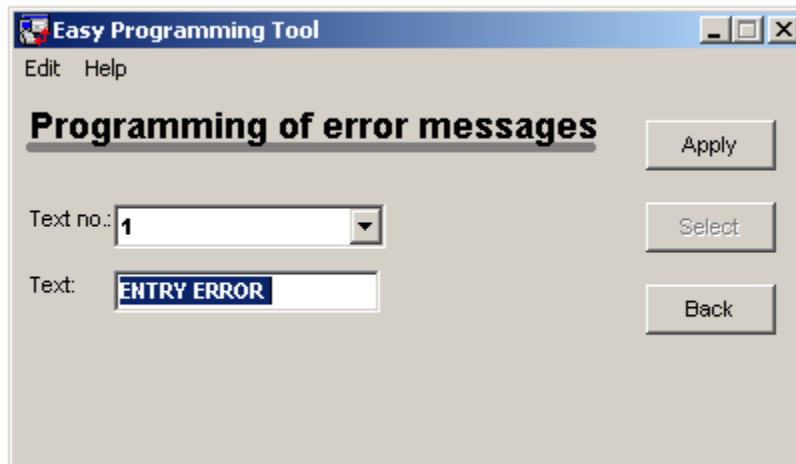 Easy Programming Tool
Edit Help
Programming of error messages
Apply
Text no.: 1
Select
Text: ENTRY ERROR
Back